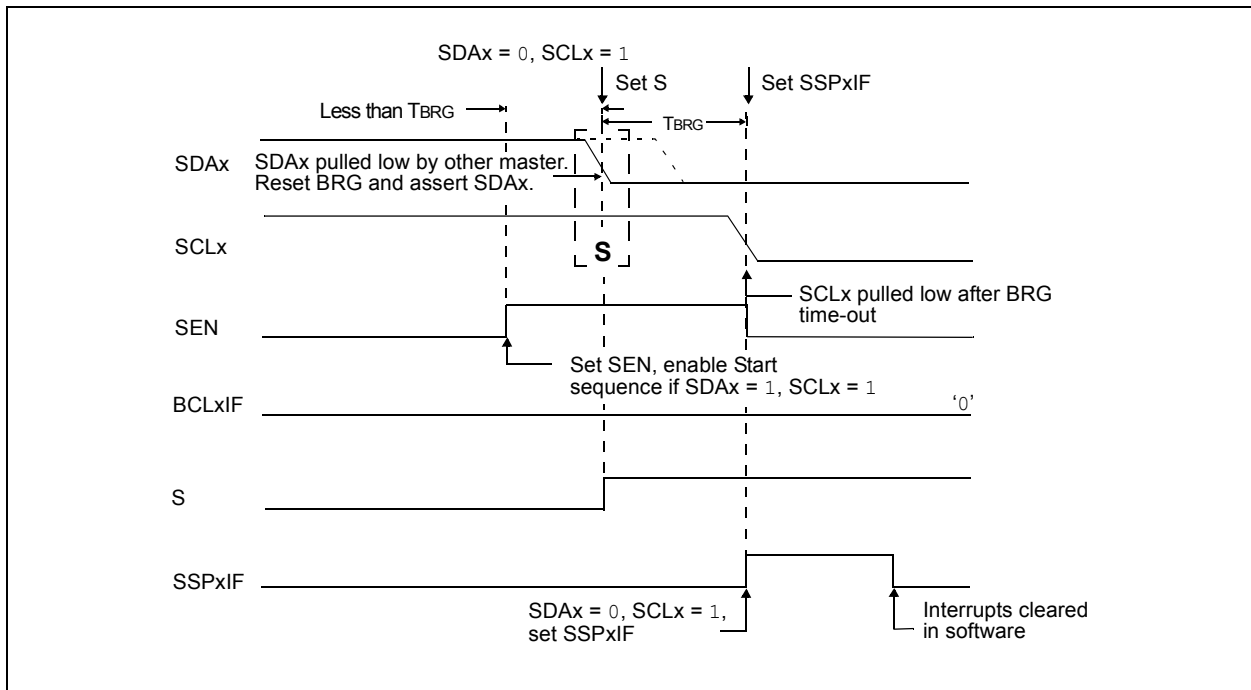 SDAx = 0, SCLx = 1
Set S
Set SSPxIF
Less than TBRG
TBRG
SDAx
SDAx pulled low by other master.
Reset BRG and assert SDAx.
SCLx
S
SCLx pulled low after BRG
time-out
SEN
Set SEN, enable Start
sequence if SDAx = 1, SCLx = 1
BCLxIF
‘0’
S
SSPxIF
SDAx = 0, SCLx = 1,
set SSPxIF
Interrupts cleared
in software